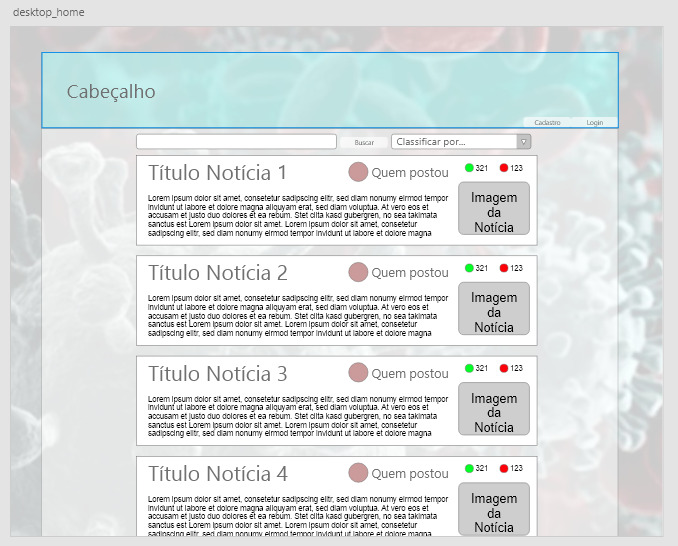 desktop_home
Cabeçalho
Cadastro Login
Buscar Classificar por...
Título Notícia 1
Quem postou
321 123
Lorem ipsum dolor sit amet, consetetur sadipscing elitr, sed diam nonumy eirmod tempor
invidunt ut labore et dolore magna aliquyam erat, sed diam voluptua. At vero eos et
accusam et justo duo dolores et ea rebum. Stet clita kasd gubergren, no sea takimata
sanctus est Lorem ipsum dolor sit amet. Lorem ipsum dolor sit amet, consetetur
sadipscing elitr, sed diam nonumy eirmod tempor invidunt ut labore et dolore magna
Imagem
da
Notícia
Título Notícia 2
Quem postou
321 123
Lorem ipsum dolor sit amet, consetetur sadipscing elitr, sed diam nonumy eirmod tempor
invidunt ut labore et dolore magna aliquyam erat, sed diam voluptua. At vero eos et
accusam et justo duo dolores et ea rebum. Stet clita kasd gubergren, no sea takimata
sanctus est Lorem ipsum dolor sit amet. Lorem ipsum dolor sit amet, consetetur
sadipscing elitr, sed diam nonumy eirmod tempor invidunt ut labore et dolore magna
Imagem
da
Notícia
Título Notícia 3
Quem postou
321 123
Lorem ipsum dolor sit amet, consetetur sadipscing elitr, sed diam nonumy eirmod tempor
invidunt ut labore et dolore magna aliquyam erat, sed diam voluptua. At vero eos et
accusam et justo duo dolores et ea rebum. Stet clita kasd gubergren, no sea takimata
sanctus est Lorem ipsum dolor sit amet. Lorem ipsum dolor sit amet, consetetur
sadipscing elitr, sed diam nonumy eirmod tempor invidunt ut labore et dolore magna
Imagem
da
Notícia
Título Notícia 4
Quem postou
321 123
Lorem ipsum dolor sit amet, consetetur sadipscing elitr, sed diam nonumy eirmod tempor
invidunt ut labore et dolore magna aliquyam erat, sed diam voluptua. At vero eos et
accusam et justo duo dolores et ea rebum. Stet clita kasd gubergren, no sea takimata
sanctus est Lorem ipsum dolor sit amet. Lorem ipsum dolor sit amet, consetetur
sadipscing elitr, sed diam nonumy eirmod tempor invidunt ut labore et dolore magna
Imagem
da
Notícia